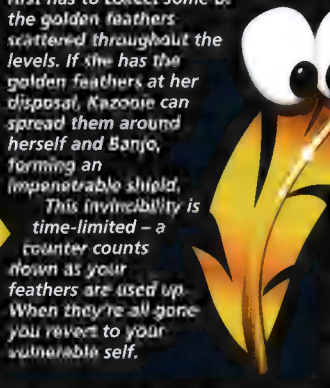 first has to collect some of
the golden feathers
scattered throughout the
levels. If she has the
golden feathers at her
disposal, Kazooie can
spread them around
herself and Banjo,
forming an
impenetrable shield.
This invincibility is
time-limited – a
counter counts
down as your
feathers are used up.
When they're all gone
you revert to your
vulnerable self.